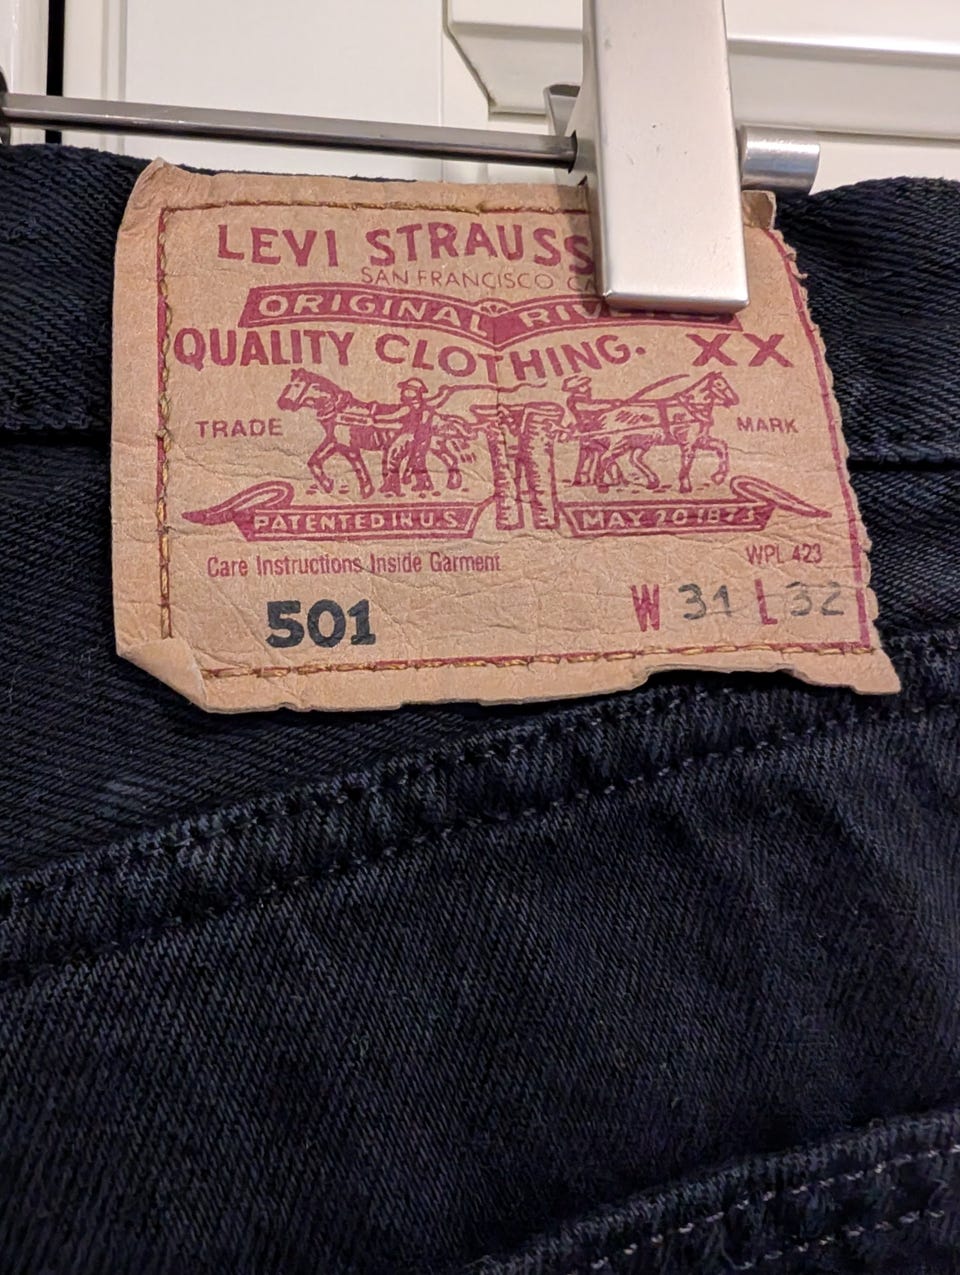 LEVI STRAUSS
SAN FRANCISCO
ORIGINAL
QUALITY CLOTHING. XX
TRADE MARK
PATENTED IN U.S. MAY 20 1873
Care Instructions Inside Garment WPL 423
501 W 31 L 32